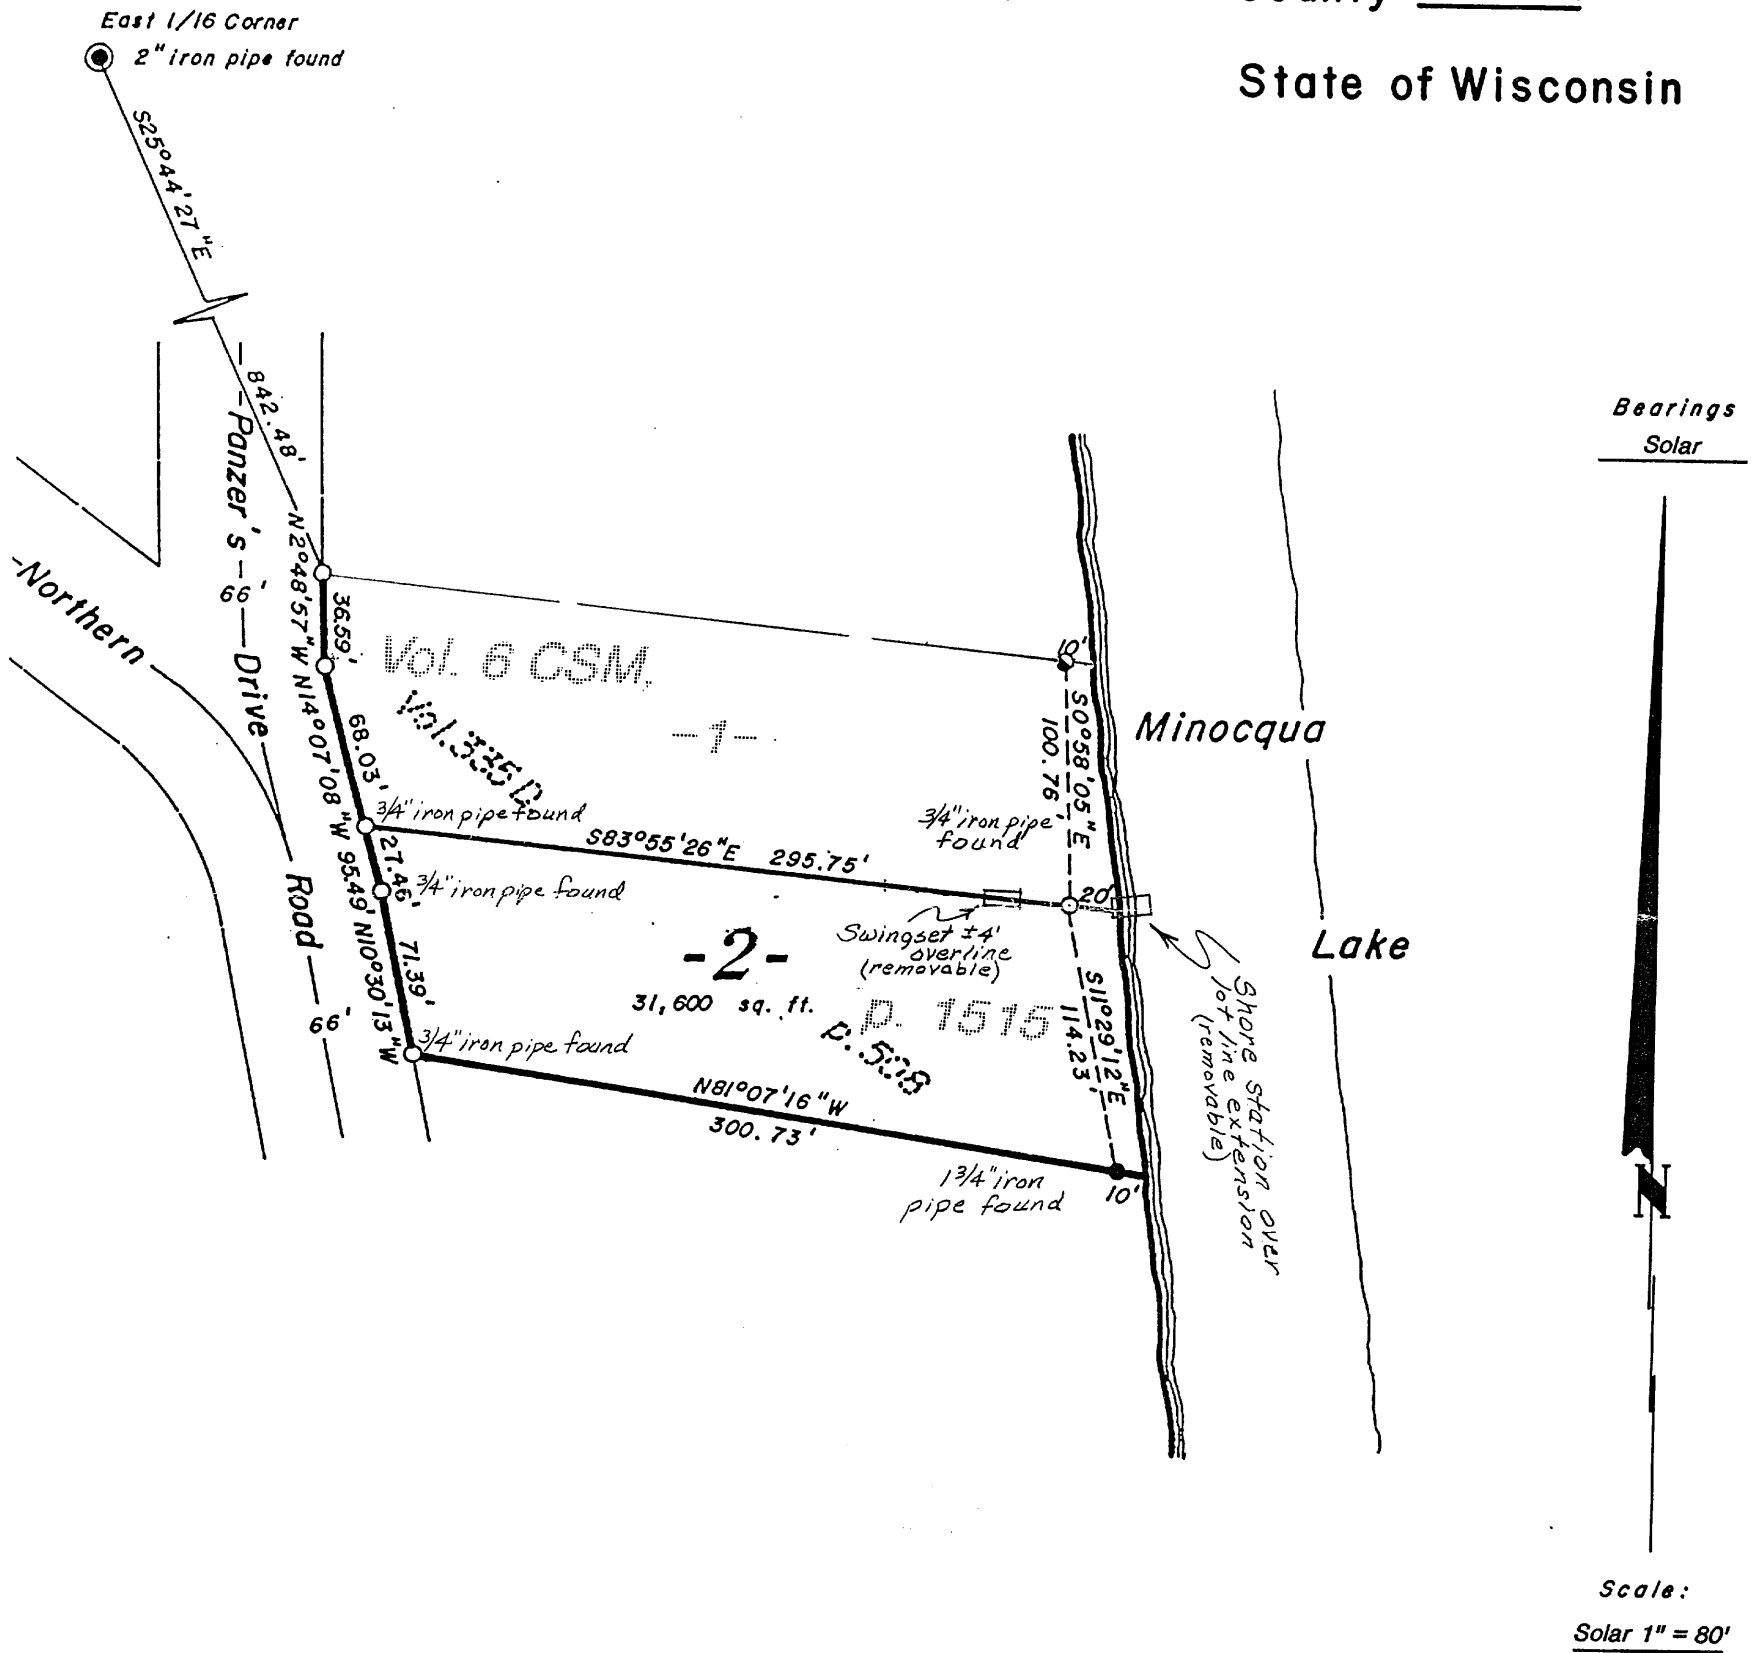 East 1/16 Corner
2" iron pipe found
State of Wisconsin
S25°44'27"E
842.48'
Bearings
Solar
-Panzer's-
66'
Drive
-Northern
N2°48'57"W
36.59'
Vol. 6 CSM,
Vol.335D
-1-
10'
S0°58'05"E
100.76'
Minocqua
N14°07'08"W 95.49'
68.03'
3/4" iron pipe found
S83°55'26"E 295.75'
3/4" iron pipe
found
27.46'
3/4" iron pipe found
20'
Road
Swingset ±4'
overline
(removable)
Lake
N10°30'13"W
71.39'
-2-
31,600 sq. ft.
p. 1515
p. 508
S11°29'12"E
114.23'
Shore Station over
lot line extension
(removable)
66'
3/4" iron pipe found
N81°07'16"W
300.73'
1 3/4" iron
pipe found
10'
N
Scale:
Solar 1" = 80'